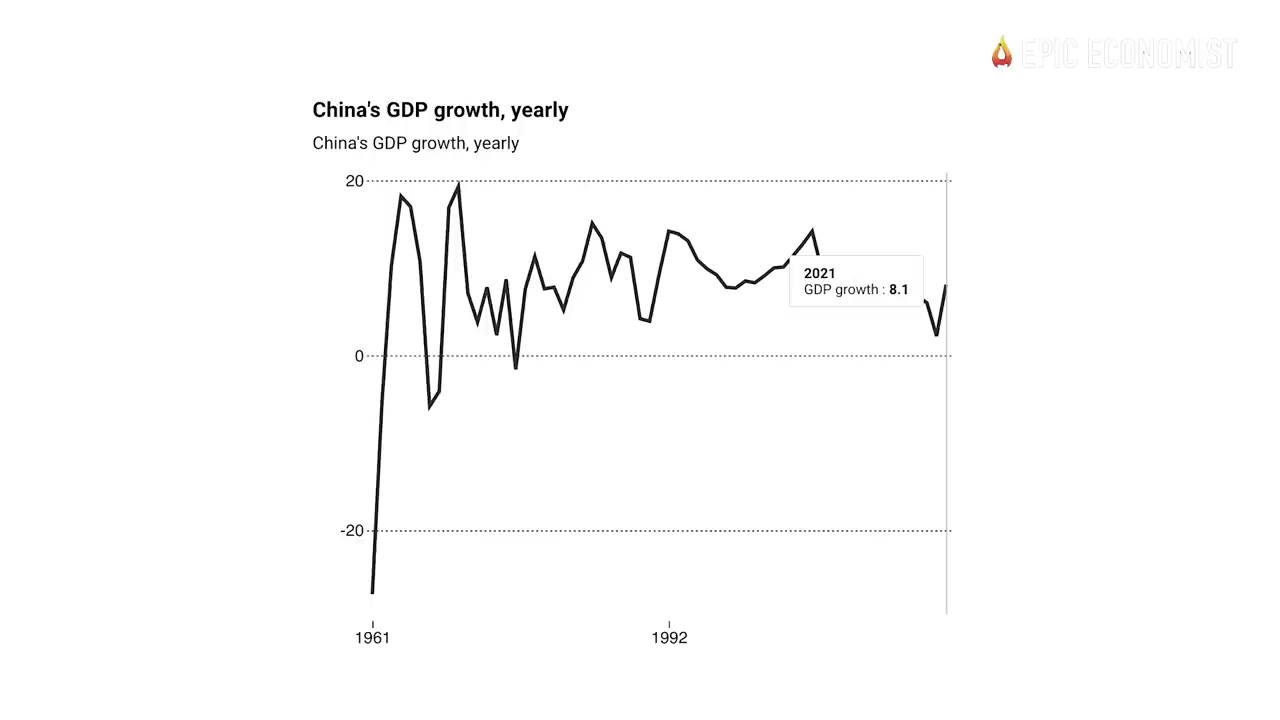 EPIC ECONOMIST
China's GDP growth, yearly
China's GDP growth, yearly
20
2021
GDP growth : 8.1
0
-20
1961
1992